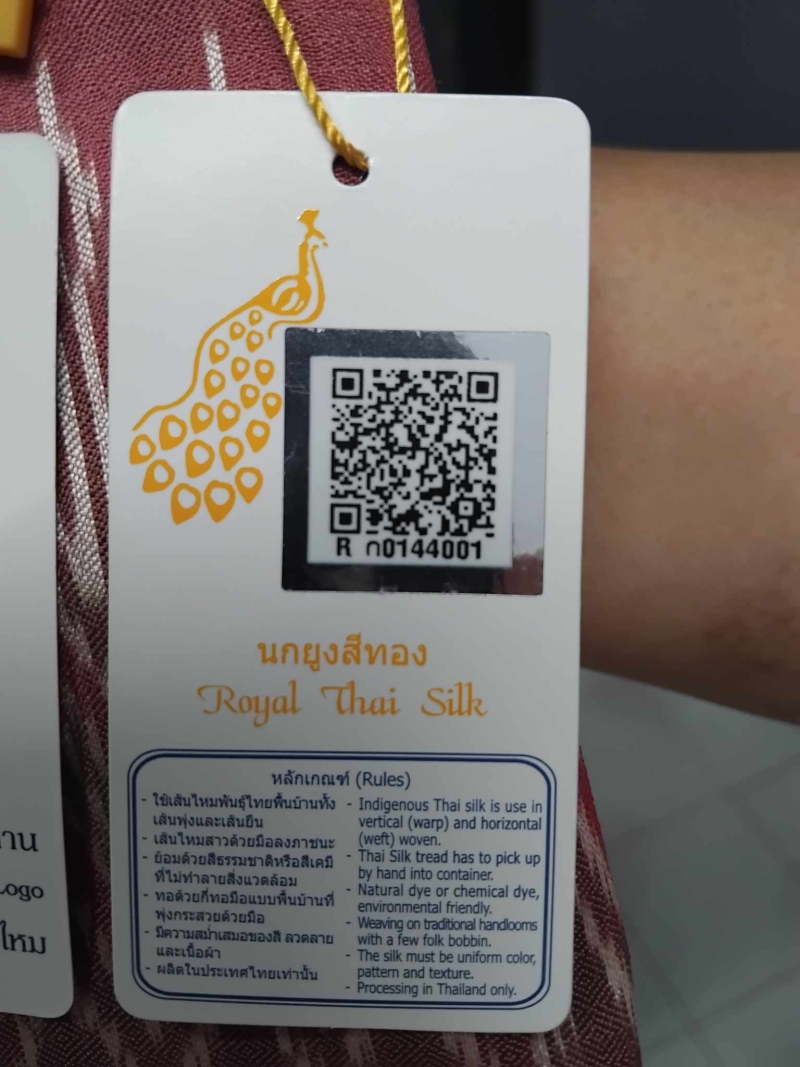 R ก0144001
นกยูงสีทอง
Royal Thai Silk
หลักเกณฑ์ (Rules)
- ใช้เส้นไหมพันธุ์ไทยพื้นบ้านทั้ง
เส้นพุ่งและเส้นยืน
- เส้นไหมสาวด้วยมือลงภาชนะ
- ย้อมด้วยสีธรรมชาติหรือสีเคมี
ที่ไม่ทำลายสิ่งแวดล้อม
- ทอด้วยกี่ทอมือแบบพื้นบ้านที่
พุ่งกระสวยด้วยมือ
- มีความสม่ำเสมอของสี ลวดลาย
และเนื้อผ้า
- ผลิตในประเทศไทยเท่านั้น
- Indigenous Thai silk is use in
vertical (warp) and horizontal
(weft) woven.
- Thai Silk tread has to pick up
by hand into container.
- Natural dye or chemical dye,
environmental friendly.
- Weaving on traditional handlooms
with a few folk bobbin.
- The silk must be uniform color,
pattern and texture.
- Processing in Thailand only.
Logo
ไหม